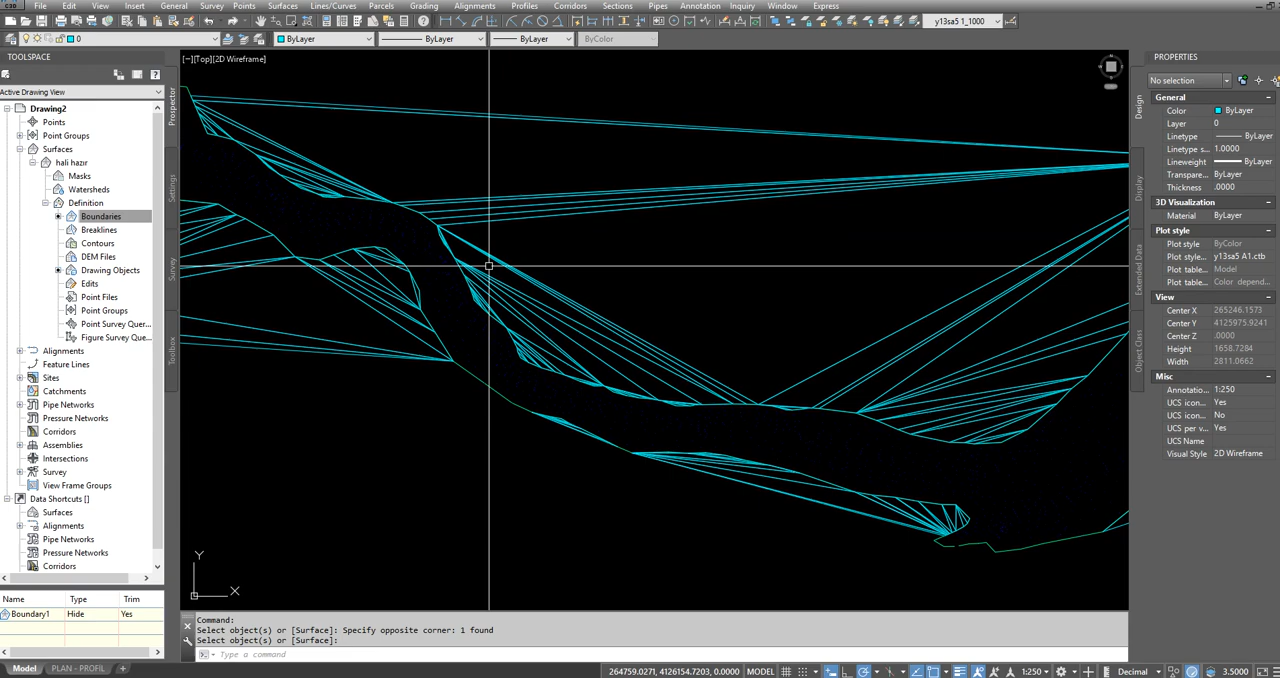 C3D File Edit View Insert General Survey Points Surfaces Lines/Curves Parcels Grading Alignments Profiles Corridors Sections Pipes Annotation Inquiry Window Express
y13sa5 1_1000
0 ByLayer ByLayer ByLayer ByColor
TOOLSPACE
Active Drawing View
Drawing2
Points
Point Groups
Surfaces
hali hazır
Masks
Watersheds
Definition
Boundaries
Breaklines
Contours
DEM Files
Drawing Objects
Edits
Point Files
Point Groups
Point Survey Quer...
Figure Survey Que...
Alignments
Feature Lines
Sites
Catchments
Pipe Networks
Pressure Networks
Corridors
Assemblies
Intersections
Survey
View Frame Groups
Data Shortcuts []
Surfaces
Alignments
Pipe Networks
Pressure Networks
Corridors
Name Type Trim
Boundary1 Hide Yes
Prospector
Settings
Survey
Toolbox
[−][Top][2D Wireframe]
Y
X
Command:
Select object(s) or [Surface]: Specify opposite corner: 1 found
Select object(s) or [Surface]:
Type a command
Design
Display
Extended Data
Object Class
PROPERTIES
No selection
General
Color ByLayer
Layer 0
Linetype ByLayer
Linetype s... 1.0000
Lineweight ByLayer
Transpare... ByLayer
Thickness .0000
3D Visualization
Material ByLayer
Plot style
Plot style ByColor
Plot style... y13sa5 A1.ctb
Plot table... Model
Plot table... Color depend...
View
Center X 265246.1573
Center Y 4125975.9241
Center Z .0000
Height 1658.7284
Width 2811.0662
Misc
Annotatio... 1:250
UCS icon... Yes
UCS icon... No
UCS per v... Yes
UCS Name
Visual Style 2D Wireframe
Model PLAN - PROFIL +
264759.0271, 4126154.7203, 0.0000 MODEL 1:250 Decimal 3.5000